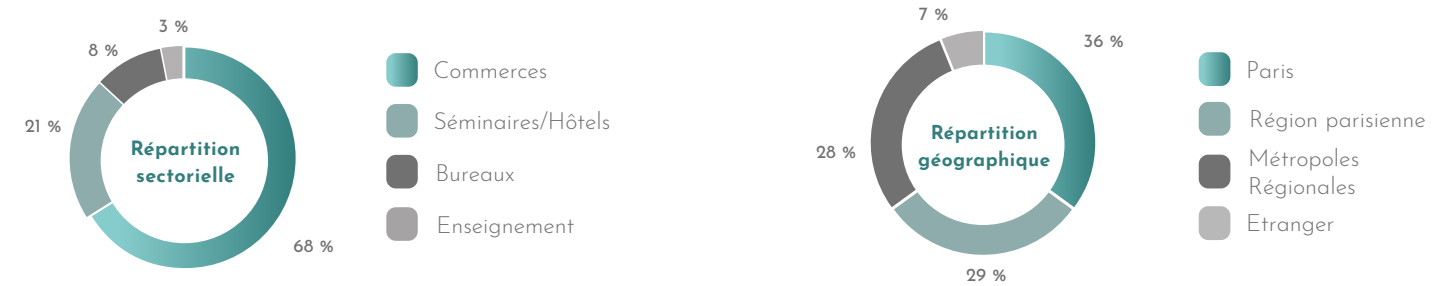 3 %
8 %
21 %
68 %
Répartition
sectorielle
Commerces
Séminaires/Hôtels
Bureaux
Enseignement
7 %
36 %
28 %
29 %
Répartition
géographique
Paris
Région parisienne
Métropoles
Régionales
Etranger